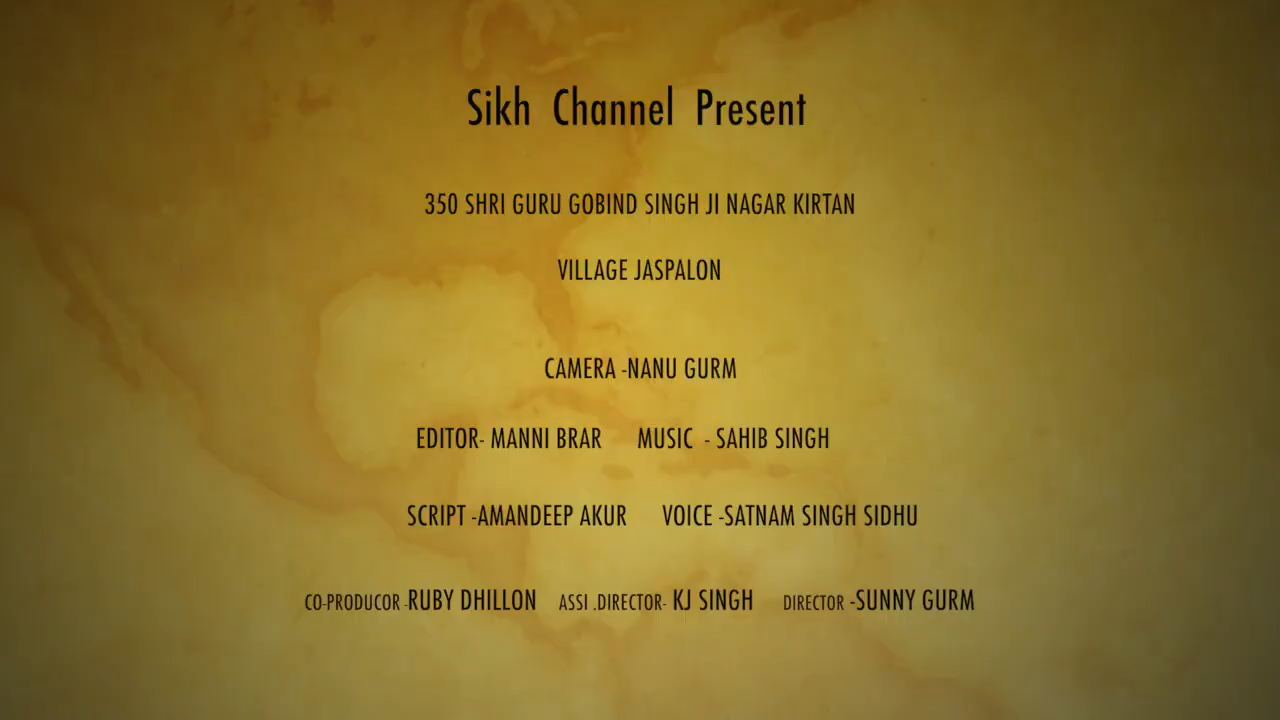 Sikh Channel Present
350 SHRI GURU GOBIND SINGH JI NAGAR KIRTAN
VILLAGE JASPALON
CAMERA -NANU GURM
EDITOR- MANNI BRAR MUSIC - SAHIB SINGH
SCRIPT -AMANDEEP AKUR VOICE -SATNAM SINGH SIDHU
CO-PRODUCOR -RUBY DHILLON ASSI .DIRECTOR- KJ SINGH DIRECTOR -SUNNY GURM